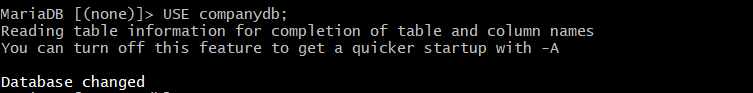 MariaDB [(none)]> USE companydb;
Reading table information for completion of table and column names
You can turn off this feature to get a quicker startup with -A
Database changed